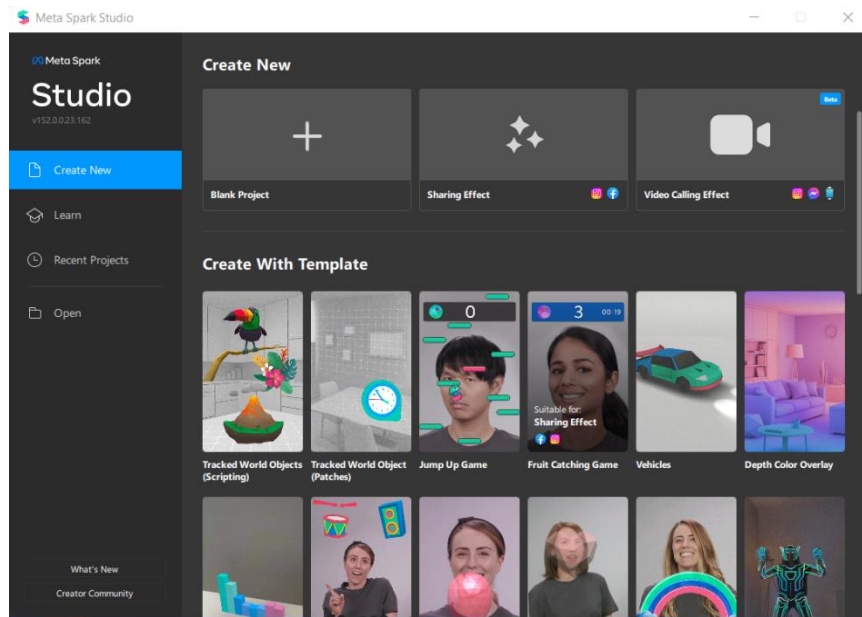 Meta Spark Studio
Meta Spark
Studio
v152.0.0.23.162
Create New
Learn
Recent Projects
Open
What's New
Creator Community
Create New
Blank Project
Sharing Effect
Beta
Video Calling Effect
Create With Template
Tracked World Objects
(Scripting)
Tracked World Object
(Patches)
0
Jump Up Game
3 00:19
Suitable for:
Sharing Effect
Fruit Catching Game
Vehicles
Depth Color Overlay